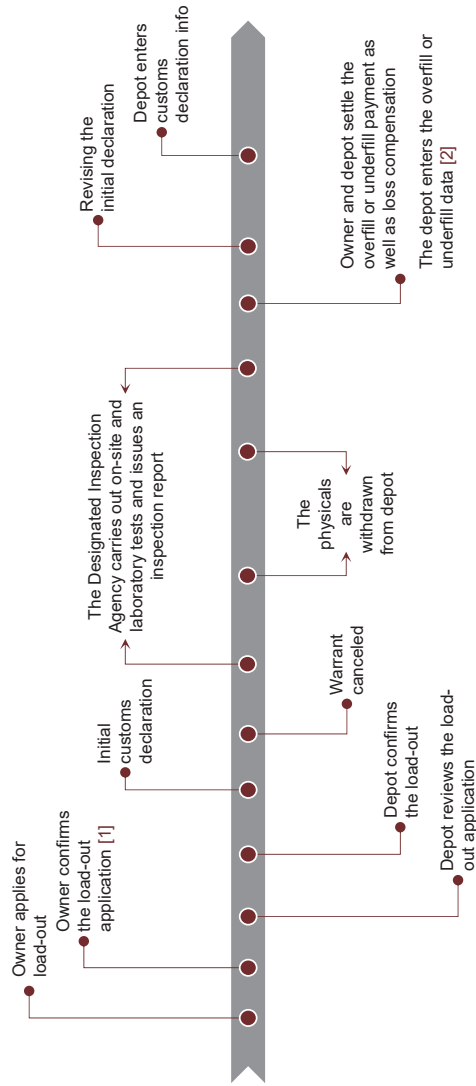 Owner applies for
load-out
Owner confirms
the load-out
application [1]
Depot reviews the load-
out application
Depot confirms
the load-out
Initial
customs
declaration
Warrant
canceled
The Designated Inspection
Agency carries out on-site and
laboratory tests and issues an
inspection report
The
physicals
are
withdrawn
from depot
Owner and depot settle the
overfill or underfill payment as
well as loss compensation
The depot enters the overfill or
underfill data [2]
Revising the
initial declaration
Depot enters
customs
declaration info